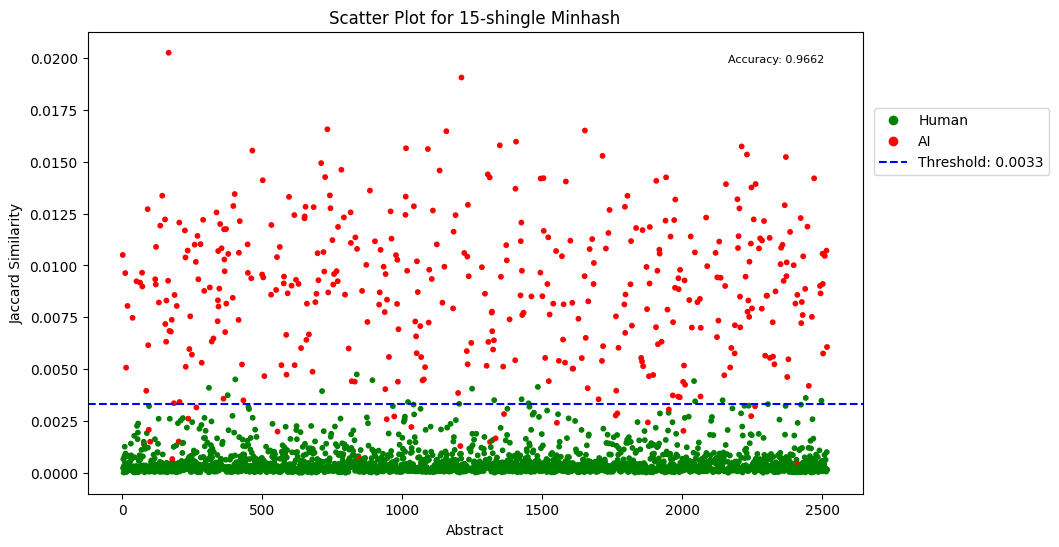 Scatter Plot for 15-shingle Minhash
Accuracy: 0.9662
0.0200
0.0175
0.0150
0.0125
0.0100
0.0075
0.0050
0.0025
0.0000
Jaccard Similarity
0
500
1000
1500
2000
2500
Abstract
Human
AI
Threshold: 0.0033